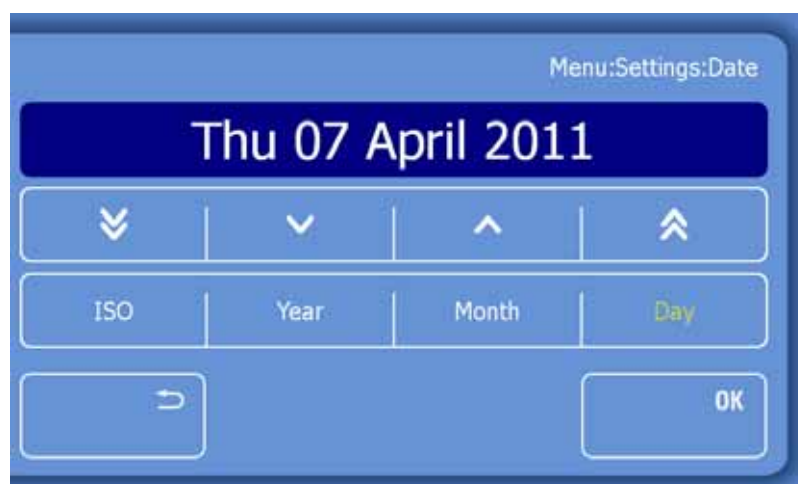 Menu:Settings:Date
Thu 07 April 2011
ISO Year Month Day
OK